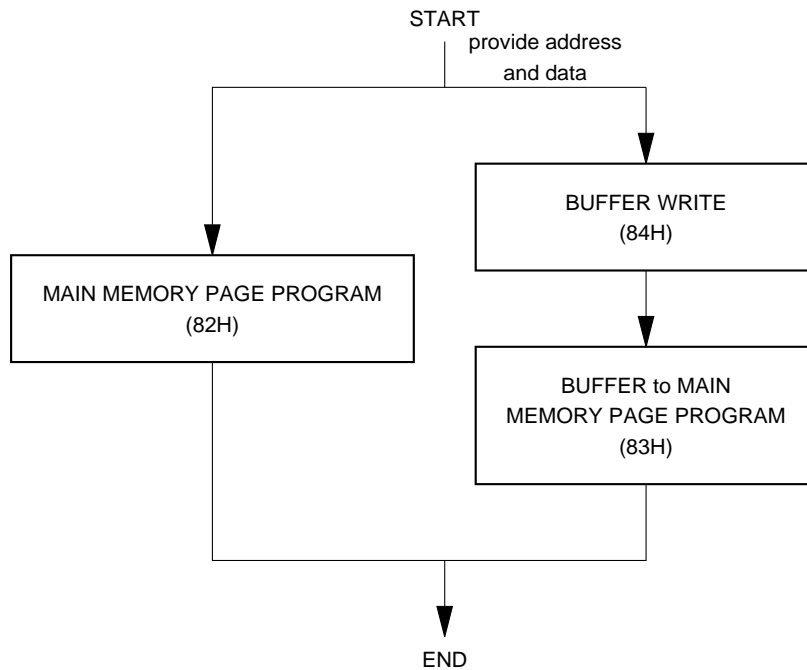 START
provide address
and data
BUFFER WRITE
(84H)
MAIN MEMORY PAGE PROGRAM
(82H)
BUFFER to MAIN
MEMORY PAGE PROGRAM
(83H)
END